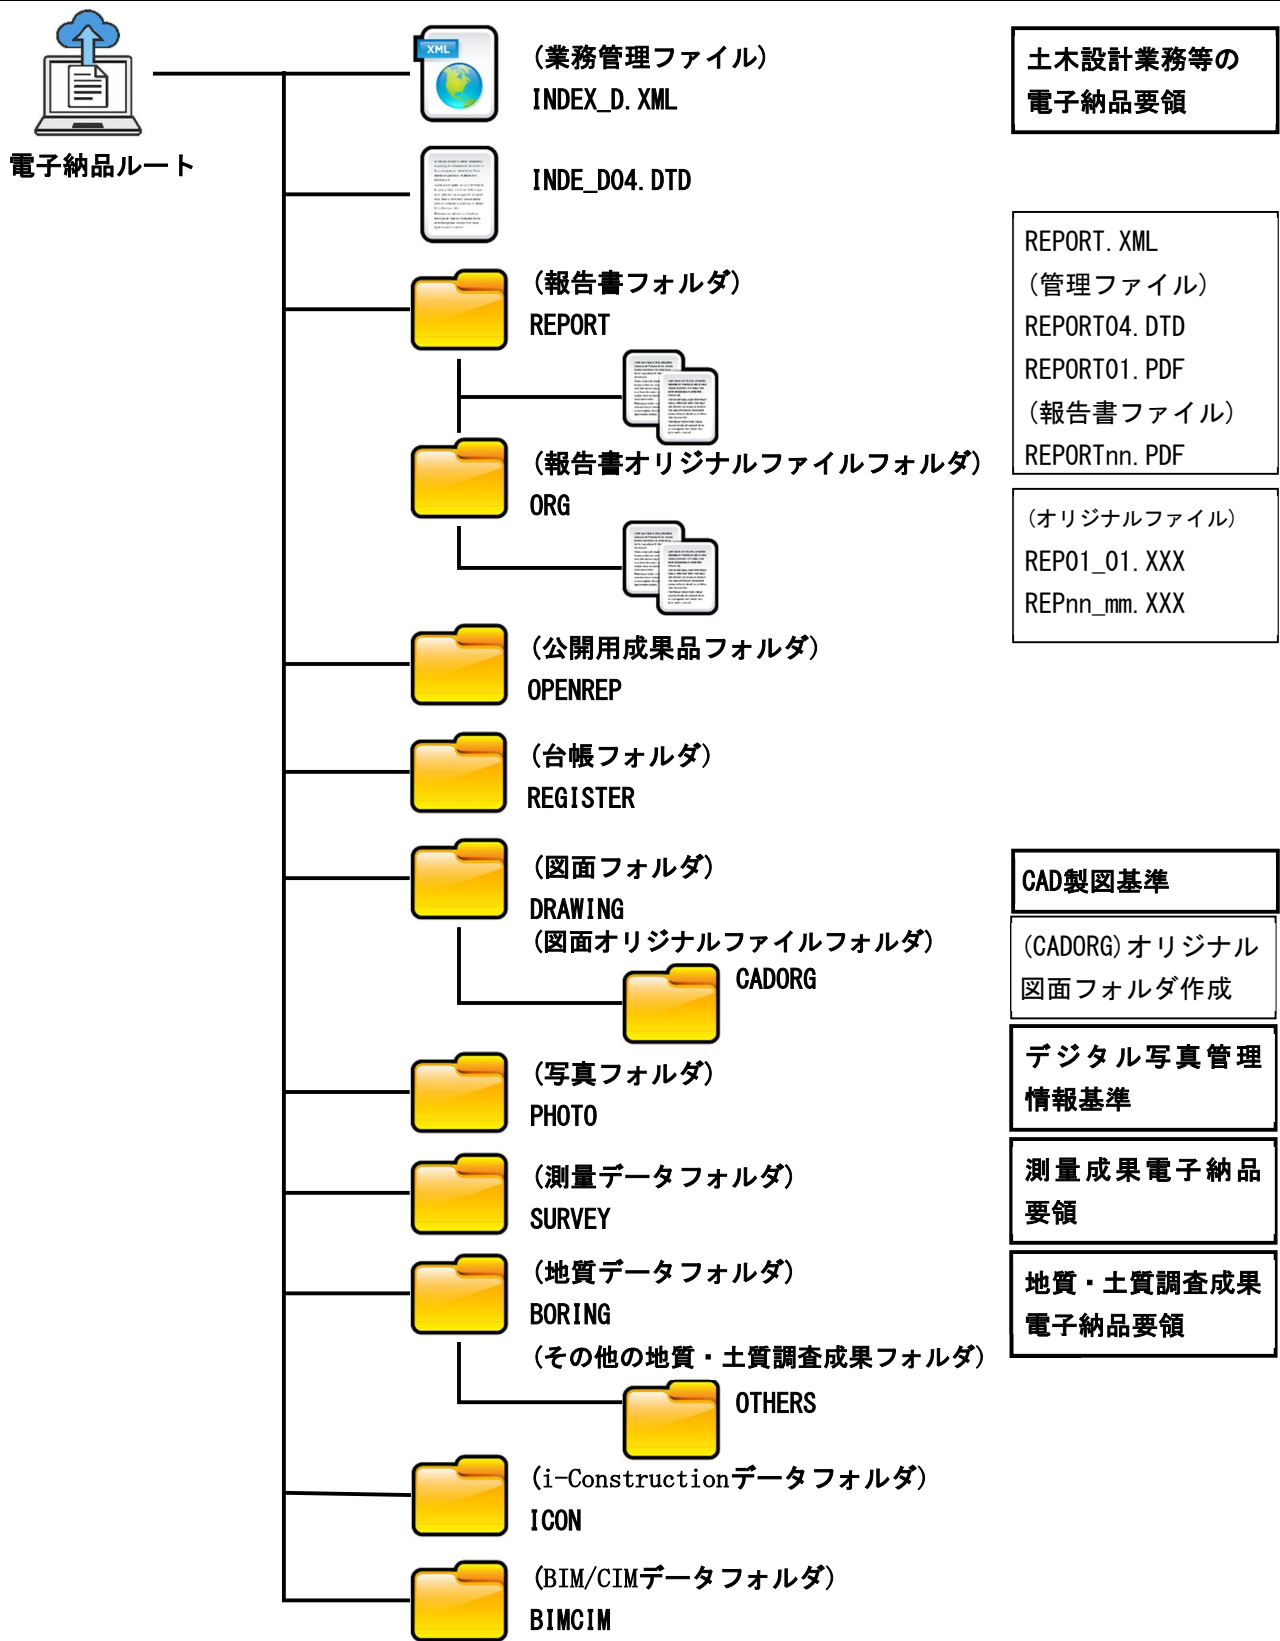 電子納品ルート
XML
(業務管理ファイル)
INDEX_D.XML
土木設計業務等の
電子納品要領
INDE_D04.DTD
(報告書フォルダ)
REPORT
REPORT.XML
(管理ファイル)
REPORT04.DTD
REPORT01.PDF
(報告書ファイル)
REPORTnn.PDF
(報告書オリジナルファイルフォルダ)
ORG
(オリジナルファイル)
REP01_01.XXX
REPnn_mm.XXX
(公開用成果品フォルダ)
OPENREP
(台帳フォルダ)
REGISTER
(図面フォルダ)
DRAWING
(図面オリジナルファイルフォルダ)
CADORG
CAD製図基準
(CADORG)オリジナル
図面フォルダ作成
(写真フォルダ)
PHOTO
デジタル写真管理
情報基準
(測量データフォルダ)
SURVEY
測量成果電子納品
要領
(地質データフォルダ)
BORING
(その他の地質・土質調査成果フォルダ)
OTHERS
地質・土質調査成果
電子納品要領
(i-Constructionデータフォルダ)
ICON
(BIM/CIMデータフォルダ)
BIMCIM